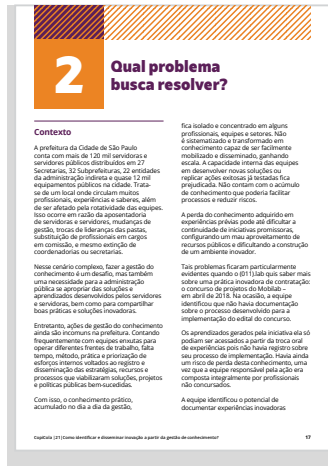 2
Qual problema
busca resolver?
Contexto
A prefeitura da Cidade de São Paulo
conta com mais de 120 mil servidoras e
servidores públicos distribuídos em 27
Secretarias, 32 Subprefeituras, 22 entidades
da administração indireta e quase 12 mil
equipamentos públicos na cidade. Trata-
se de um local onde circulam muitos
profissionais, experiências e saberes, além
de ser afetado pela rotatividade das equipes.
Isso ocorre em razão da aposentadoria
de servidoras e servidores, mudanças de
gestão, trocas de lideranças das pastas,
substituição de profissionais em cargos
em comissão, e mesmo extinção de
coordenadorias ou secretarias.
Nesse cenário complexo, fazer a gestão do
conhecimento é um desafio, mas também
uma necessidade para a administração
pública se apropriar das soluções e
aprendizados desenvolvidos pelos servidores
e servidoras, bem como para compartilhar
boas práticas e soluções inovadoras.
Entretanto, ações de gestão do conhecimento
ainda são incomuns na prefeitura. Contando
frequentemente com equipes enxutas para
operar diferentes frentes de trabalho, falta
tempo, método, prática e priorização de
esforços internos voltados ao registro e
disseminação das estratégias, recursos e
processos que viabilizaram soluções, projetos
e políticas públicas bem-sucedidas.
Com isso, o conhecimento prático,
acumulado no dia a dia da gestão,
fica isolado e concentrado em alguns
profissionais, equipes e setores. Não
é sistematizado e transformado em
conhecimento capaz de ser facilmente
mobilizado e disseminado, ganhando
escala. A capacidade interna das equipes
em desenvolver novas soluções ou
replicar ações exitosas já testadas fica
prejudicada. Não contam com o acúmulo
de conhecimento que poderia facilitar
processos e reduzir riscos.
A perda do conhecimento adquirido em
experiências prévias pode até dificultar a
continuidade de iniciativas promissoras,
configurando um mau aproveitamento de
recursos públicos e dificultando a construção
de um ambiente inovador.
Tais problemas ficaram particularmente
evidentes quando o (011).lab quis saber mais
sobre uma prática inovadora de contratação:
o concurso de projetos do Mobilab –
em abril de 2018. Na ocasião, a equipe
identificou que não havia documentação
sobre o processo desenvolvido para a
implementação do edital do concurso.
Os aprendizados gerados pela iniciativa ela só
podiam ser acessados a partir da troca oral
de experiências pois não havia registro sobre
seu processo de implementação. Havia ainda
um risco de perda deste conhecimento, uma
vez que a equipe responsável pela ação era
composta integralmente por profissionais
não concursados.
A equipe identificou o potencial de
documentar experiências inovadoras
CopiCola [2] | Como identificar e disseminar inovação a partir da gestão de conhecimento?
17